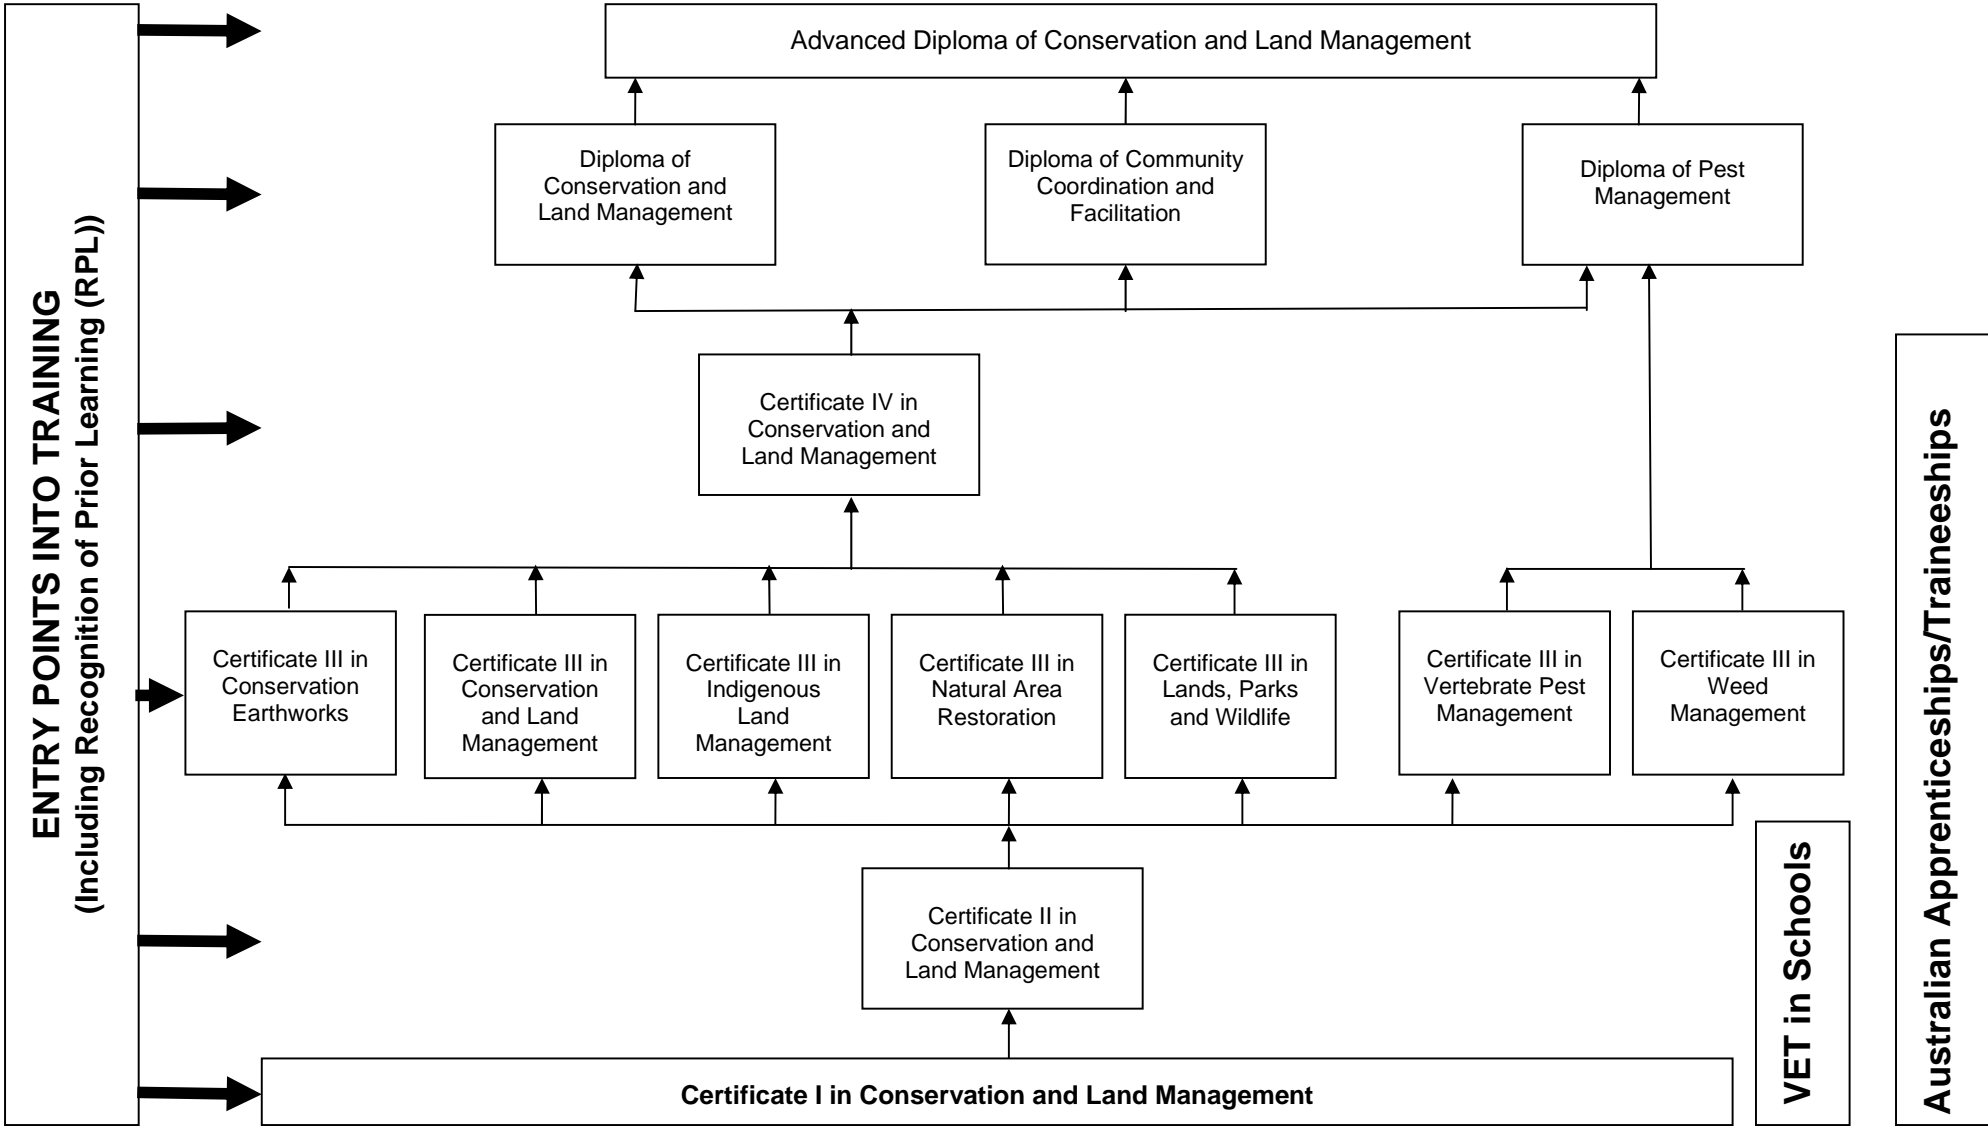 ENTRY POINTS INTO TRAINING
(Including Recognition of Prior Learning (RPL))
Advanced Diploma of Conservation and Land Management
Diploma of
Conservation and
Land Management
Diploma of Community
Coordination and
Facilitation
Diploma of Pest
Management
Certificate IV in
Conservation and
Land Management
Certificate III in
Conservation
Earthworks
Certificate III in
Conservation
and Land
Management
Certificate III in
Indigenous
Land
Management
Certificate III in
Natural Area
Restoration
Certificate III in
Lands, Parks
and Wildlife
Certificate III in
Vertebrate Pest
Management
Certificate III in
Weed
Management
Certificate II in
Conservation and
Land Management
Certificate I in Conservation and Land Management
VET in Schools
Australian Apprenticeships/Traineeships